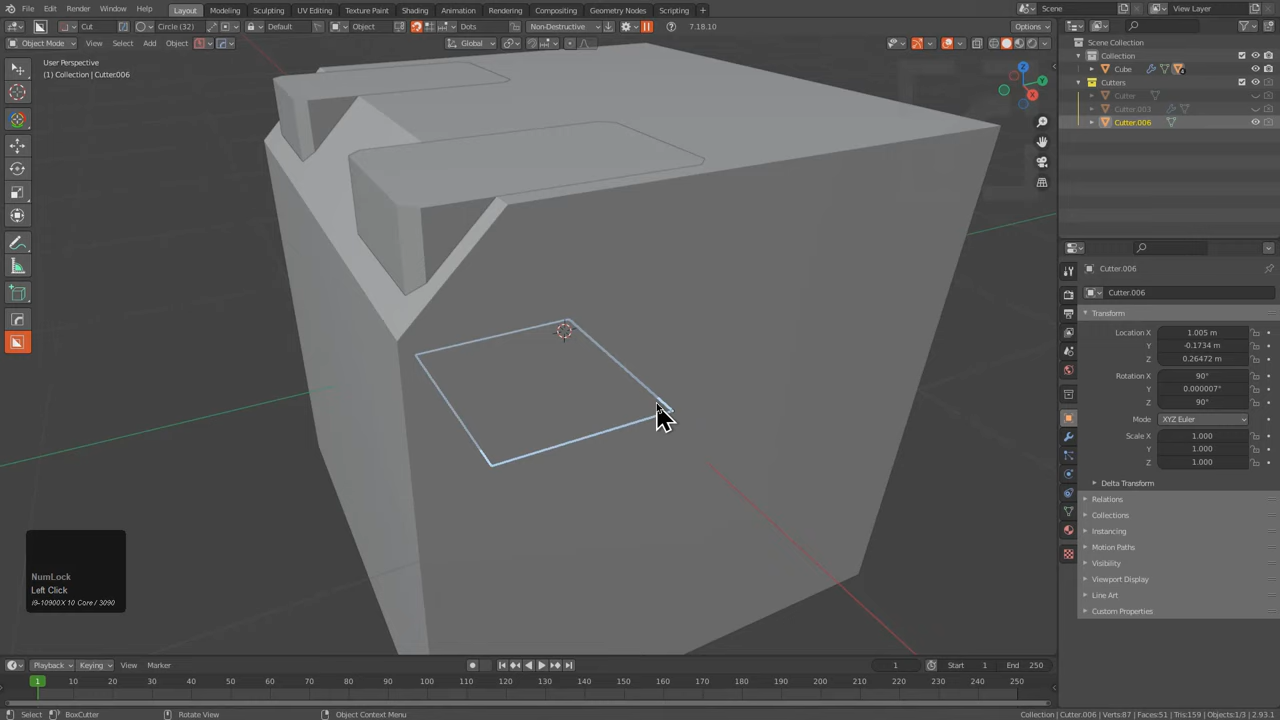 File Edit Render Window Help Layout Modeling Sculpting UV Editing Texture Paint Shading Animation Rendering Compositing Geometry Nodes Scripting + Scene View Layer
Cut Circle (32) Default Object Dots Non-Destructive 7.18.10 Options
Object Mode View Select Add Object Global
User Perspective
(1) Collection | Cutter.006
Scene Collection
Collection
Cube
Cutters
Cutter
Cutter.003
Cutter.006
Cutter.006
Cutter.006
Transform
Location X 1.005 m
Y -0.1734 m
Z 0.26472 m
Rotation X 90°
Y 0.000007°
Z 90°
Mode XYZ Euler
Scale X 1.000
Y 1.000
Z 1.000
Delta Transform
Relations
Collections
Instancing
Motion Paths
Visibility
Viewport Display
Line Art
Custom Properties
X
Y
Z
NumLock
Left Click
i9-10900X 10 Core / 3090
Playback Keying View Marker 1 Start 1 End 250
1 10 20 30 40 50 60 70 80 90 100 110 120 130 140 150 160 170 180 190 200 210 220 230 240 250
Select BoxCutter Rotate View Object Context Menu Collection | Cutter.006 | Verts:87 | Faces:51 | Tris:159 | Objects:1/3 | 2.93.1